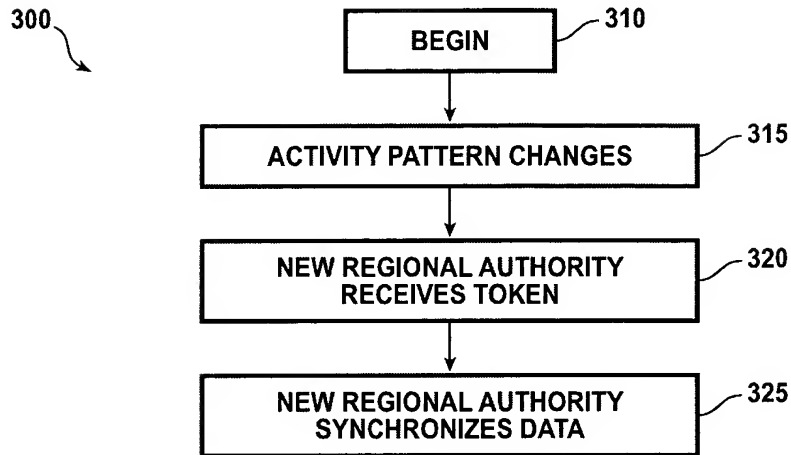 300
BEGIN
310
ACTIVITY PATTERN CHANGES
315
NEW REGIONAL AUTHORITY
RECEIVES TOKEN
320
NEW REGIONAL AUTHORITY
SYNCHRONIZES DATA
325